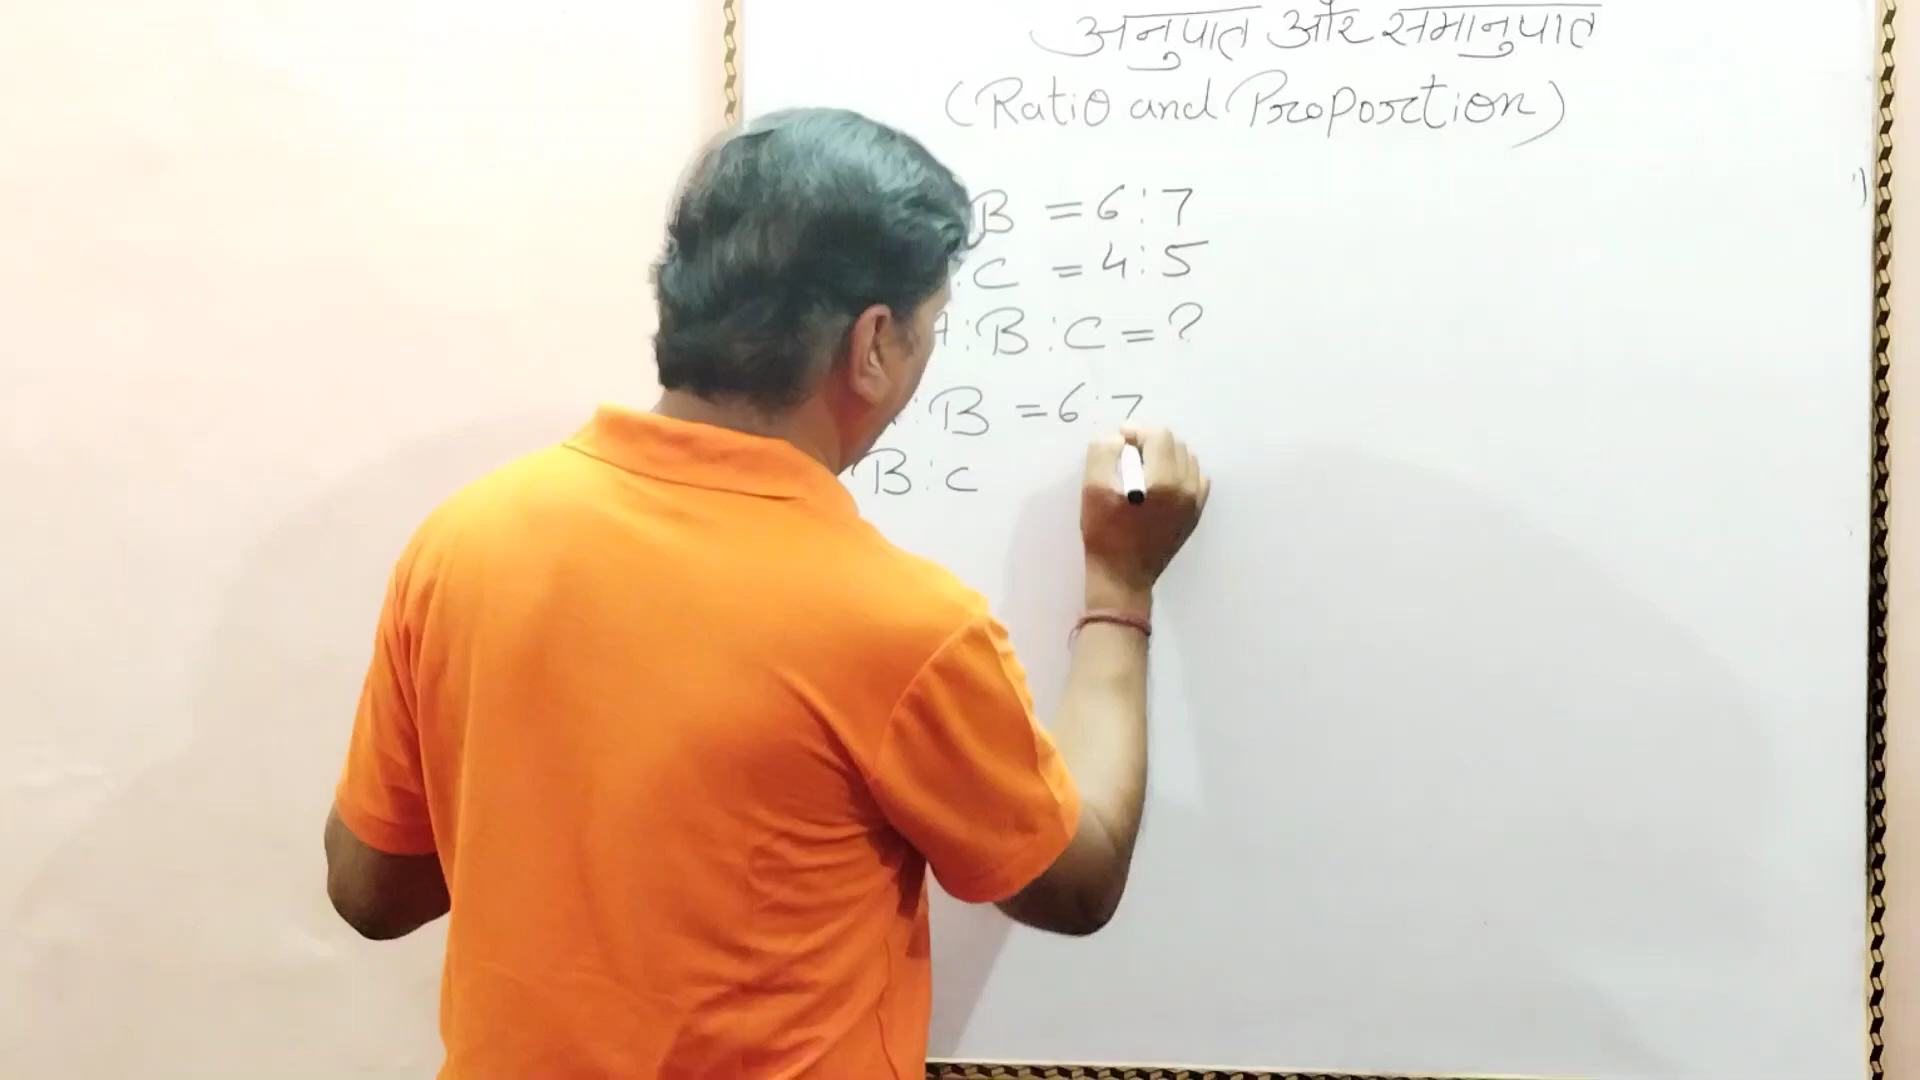 अनुपात और समानुपात
(Ratio and Proportion)
B = 6:7
:C = 4:5
A:B:C = ?
:B = 6:7
B:C